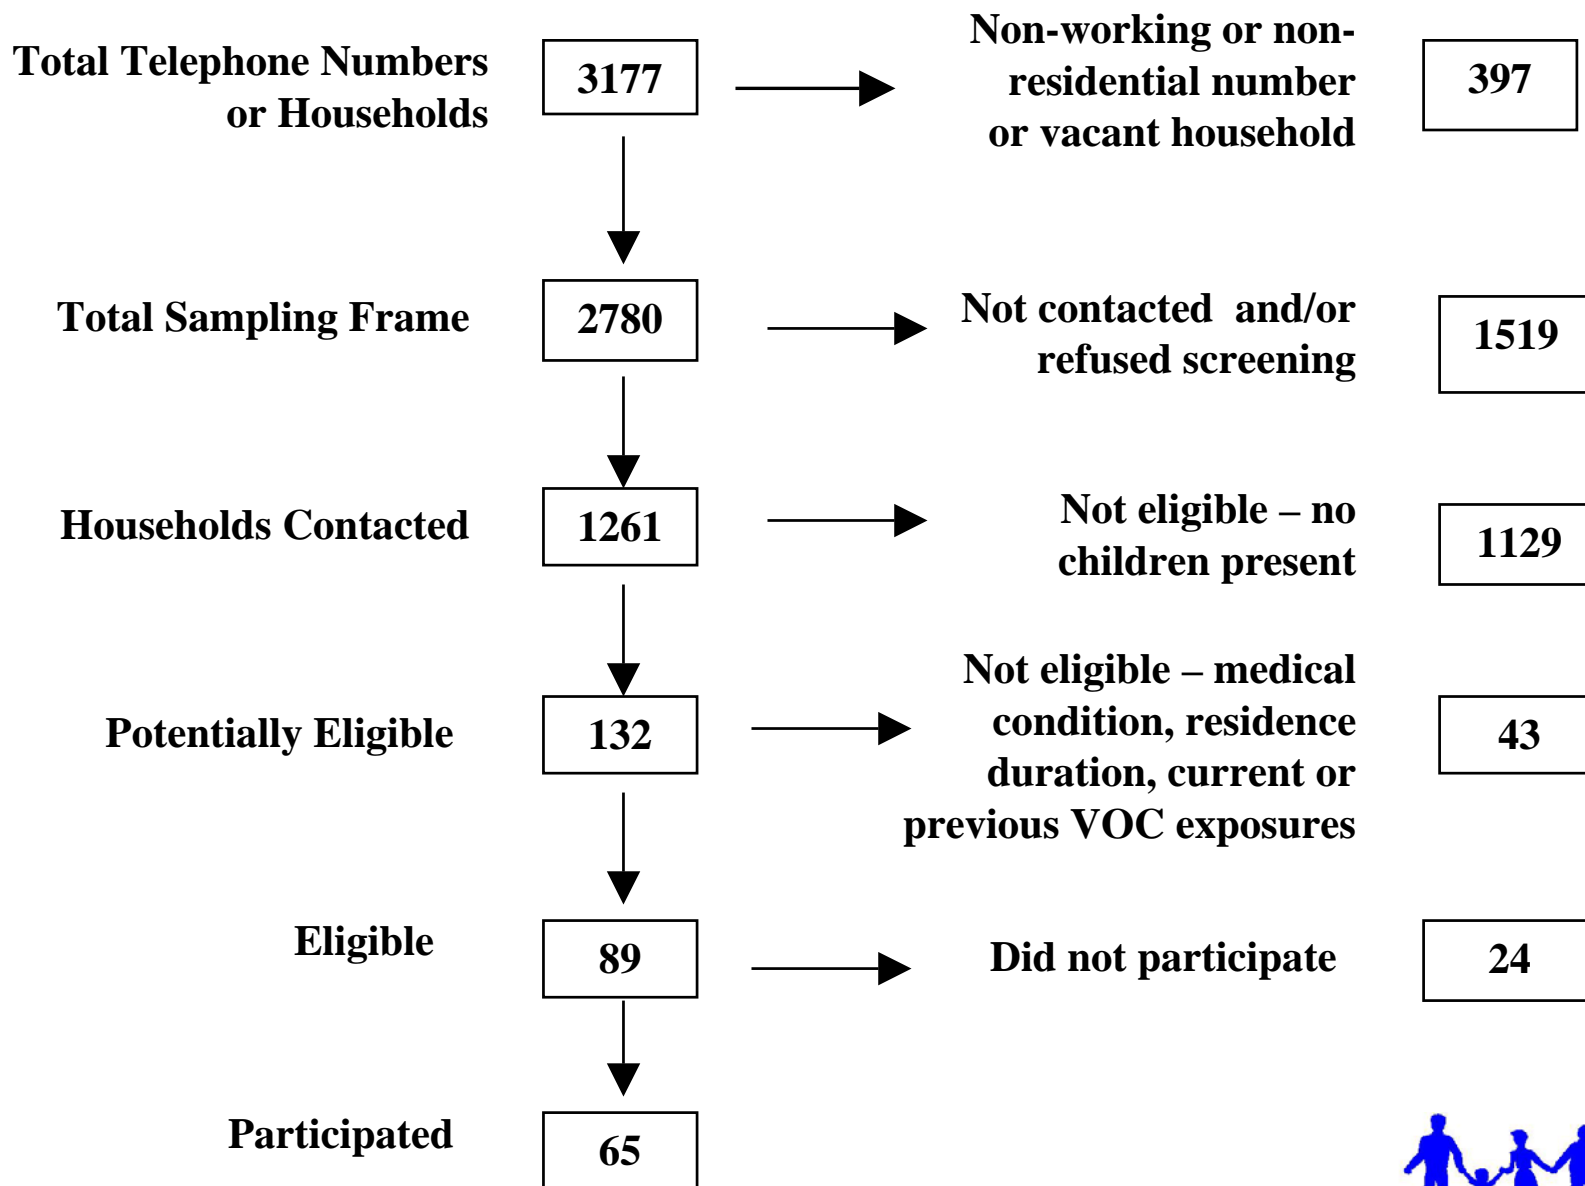 Total Telephone Numbers
or Households
3177
Non-working or non-
residential number
or vacant household
397
Total Sampling Frame
2780
Not contacted and/or
refused screening
1519
Households Contacted
1261
Not eligible – no
children present
1129
Potentially Eligible
132
Not eligible – medical
condition, residence
duration, current or
previous VOC exposures
43
Eligible
89
Did not participate
24
Participated
65